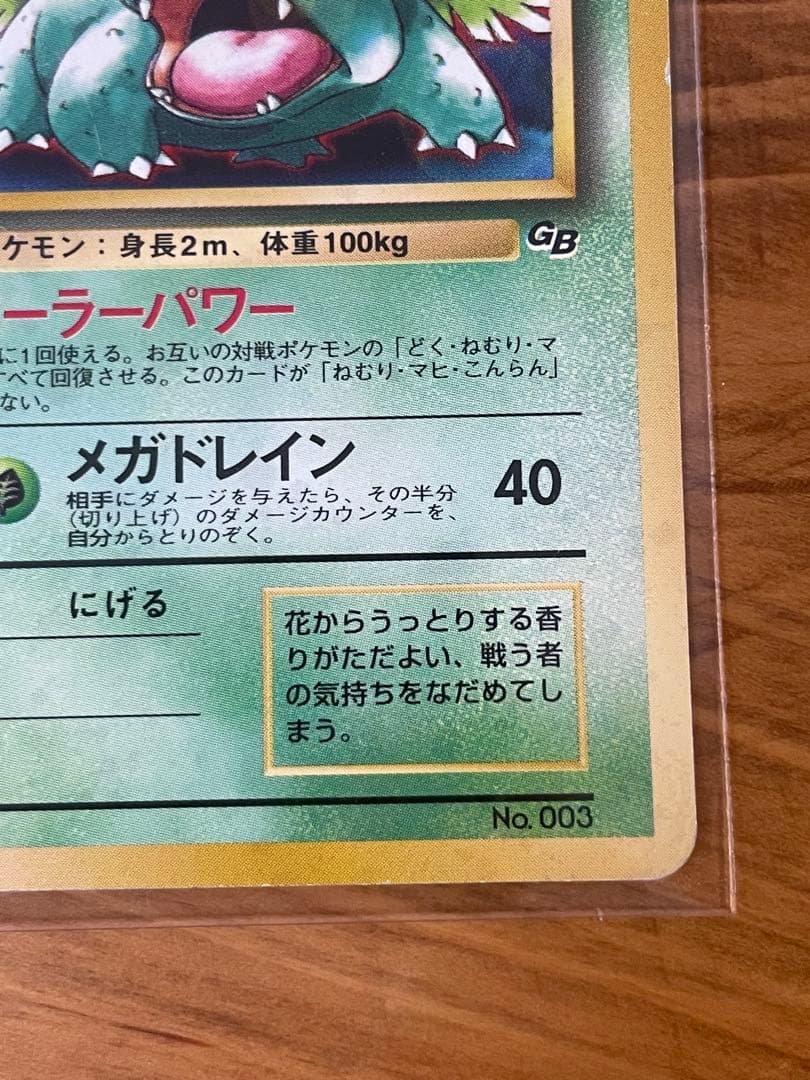 ケモン：身長2m、体重100kg
GB
ーラーパワー
に1回使える。お互いの対戦ポケモンの「どく・ねむり・マ
すべて回復させる。このカードが「ねむり・マヒ・こんらん」
ない。
メガドレイン
40
相手にダメージを与えたら、その半分
（切り上げ）のダメージカウンターを、
自分からとりのぞく。
にげる
花からうっとりする香
りがただよい、戦う者
の気持ちをなだめてし
まう。
No. 003